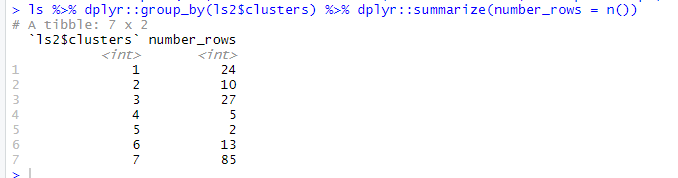 > ls %>% dplyr::group_by(ls2$clusters) %>% dplyr::summarize(number_rows = n())
# A tibble: 7 x 2
`ls2$clusters` number_rows
<int> <int>
1 1 24
2 2 10
3 3 27
4 4 5
5 5 2
6 6 13
7 7 85
>